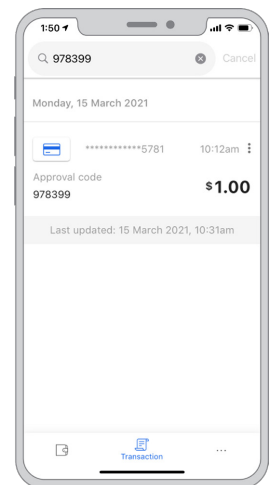 1:50
978399 Cancel
Monday, 15 March 2021
************5781 10:12am
Approval code
978399 $1.00
Last updated: 15 March 2021, 10:31am
Transaction